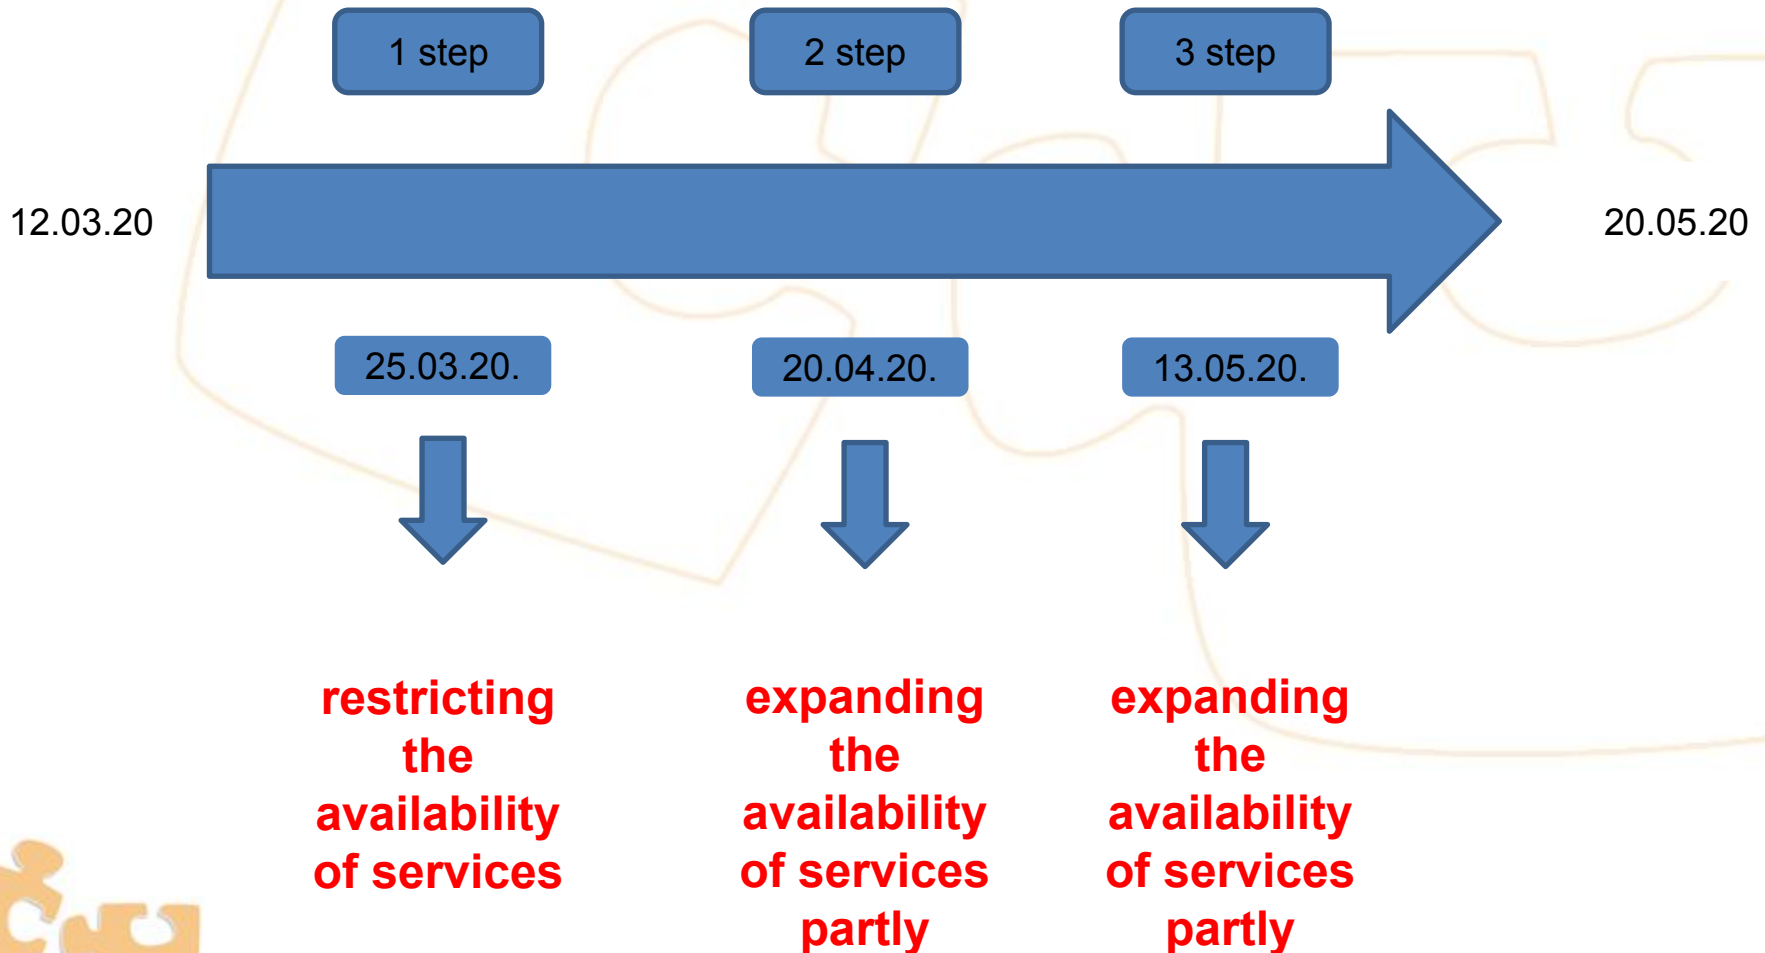 1 step
2 step
3 step
12.03.20
20.05.20
25.03.20.
20.04.20.
13.05.20.
restricting
the
availability
of services
expanding
the
availability
of services
partly
expanding
the
availability
of services
partly